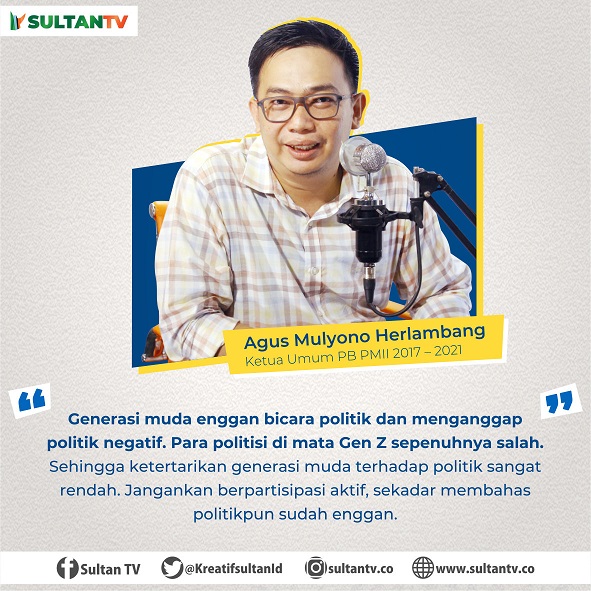 SULTANTV
Agus Mulyono Herlambang
Ketua Umum PB PMII 2017 – 2021
“ Generasi muda enggan bicara politik dan menganggap ”
politik negatif. Para politisi di mata Gen Z sepenuhnya salah.
Sehingga ketertarikan generasi muda terhadap politik sangat
rendah. Jangankan berpartisipasi aktif, sekadar membahas
politikpun sudah enggan.
Sultan TV @KreatifsultanId sultantv.co www.sultantv.co